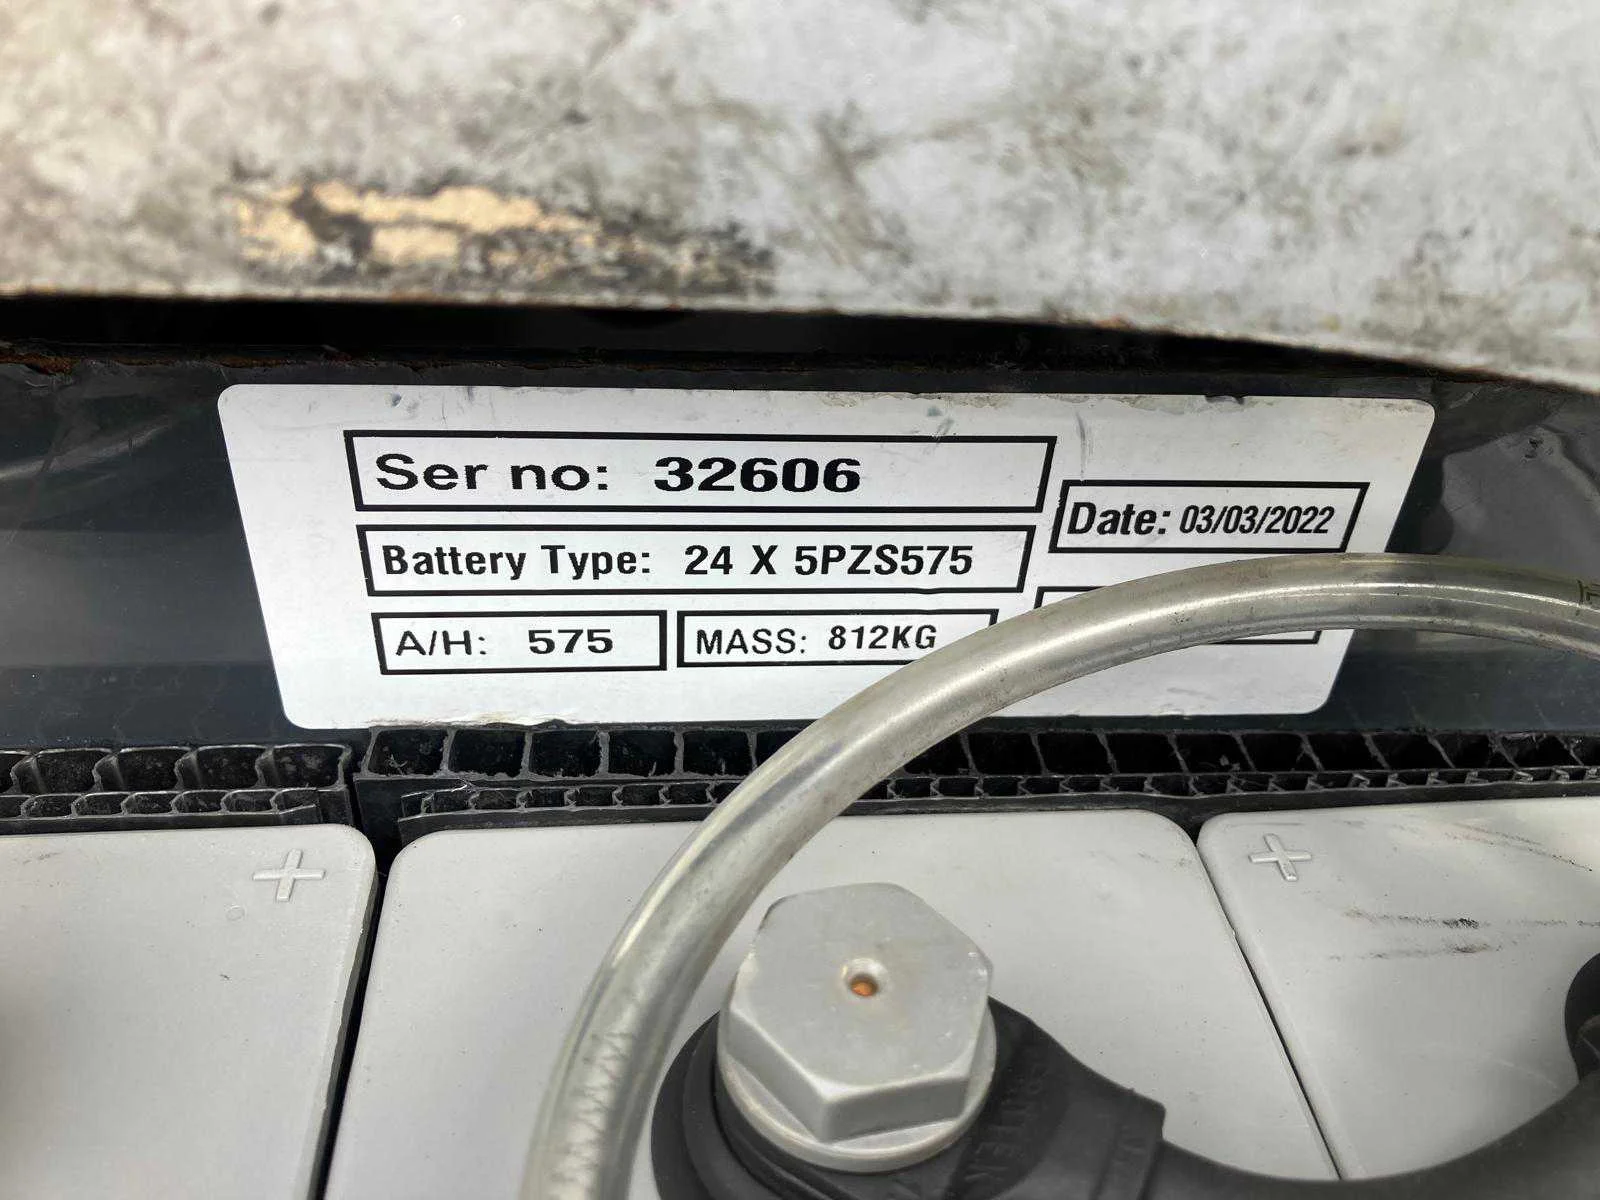 Ser no: 32606
Date: 03/03/2022
Battery Type: 24 X 5PZS575
A/H: 575
MASS: 812KG